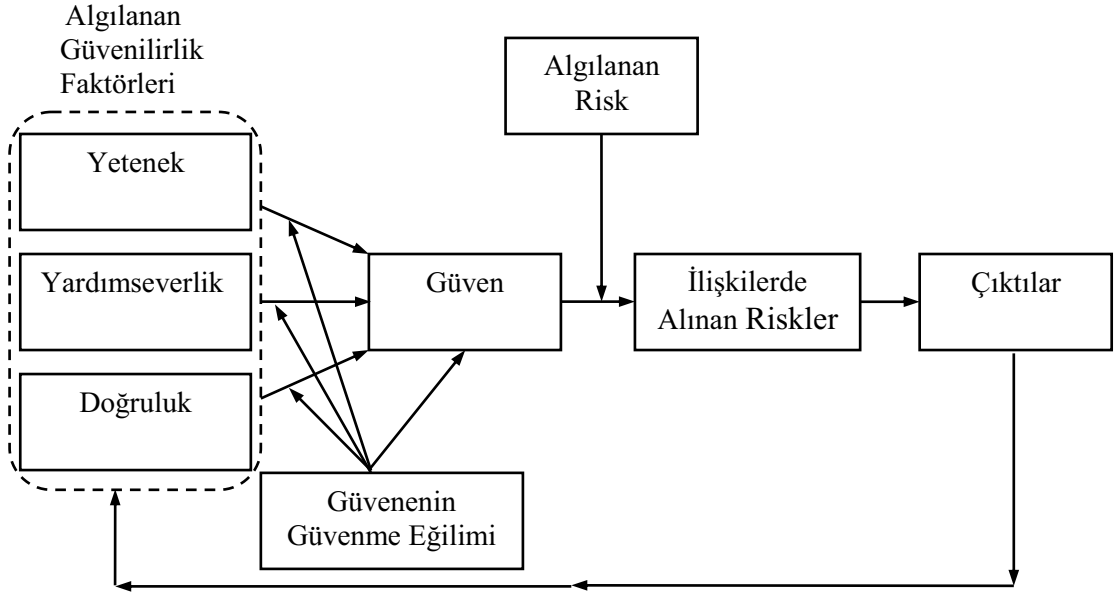 Algılanan
Güvenilirlik
Faktörleri
Algılanan
Risk
Yetenek
Yardımseverlik
Güven
İlişkilerde
Alınan Riskler
Çıktılar
Doğruluk
Güvenenin
Güvenme Eğilimi